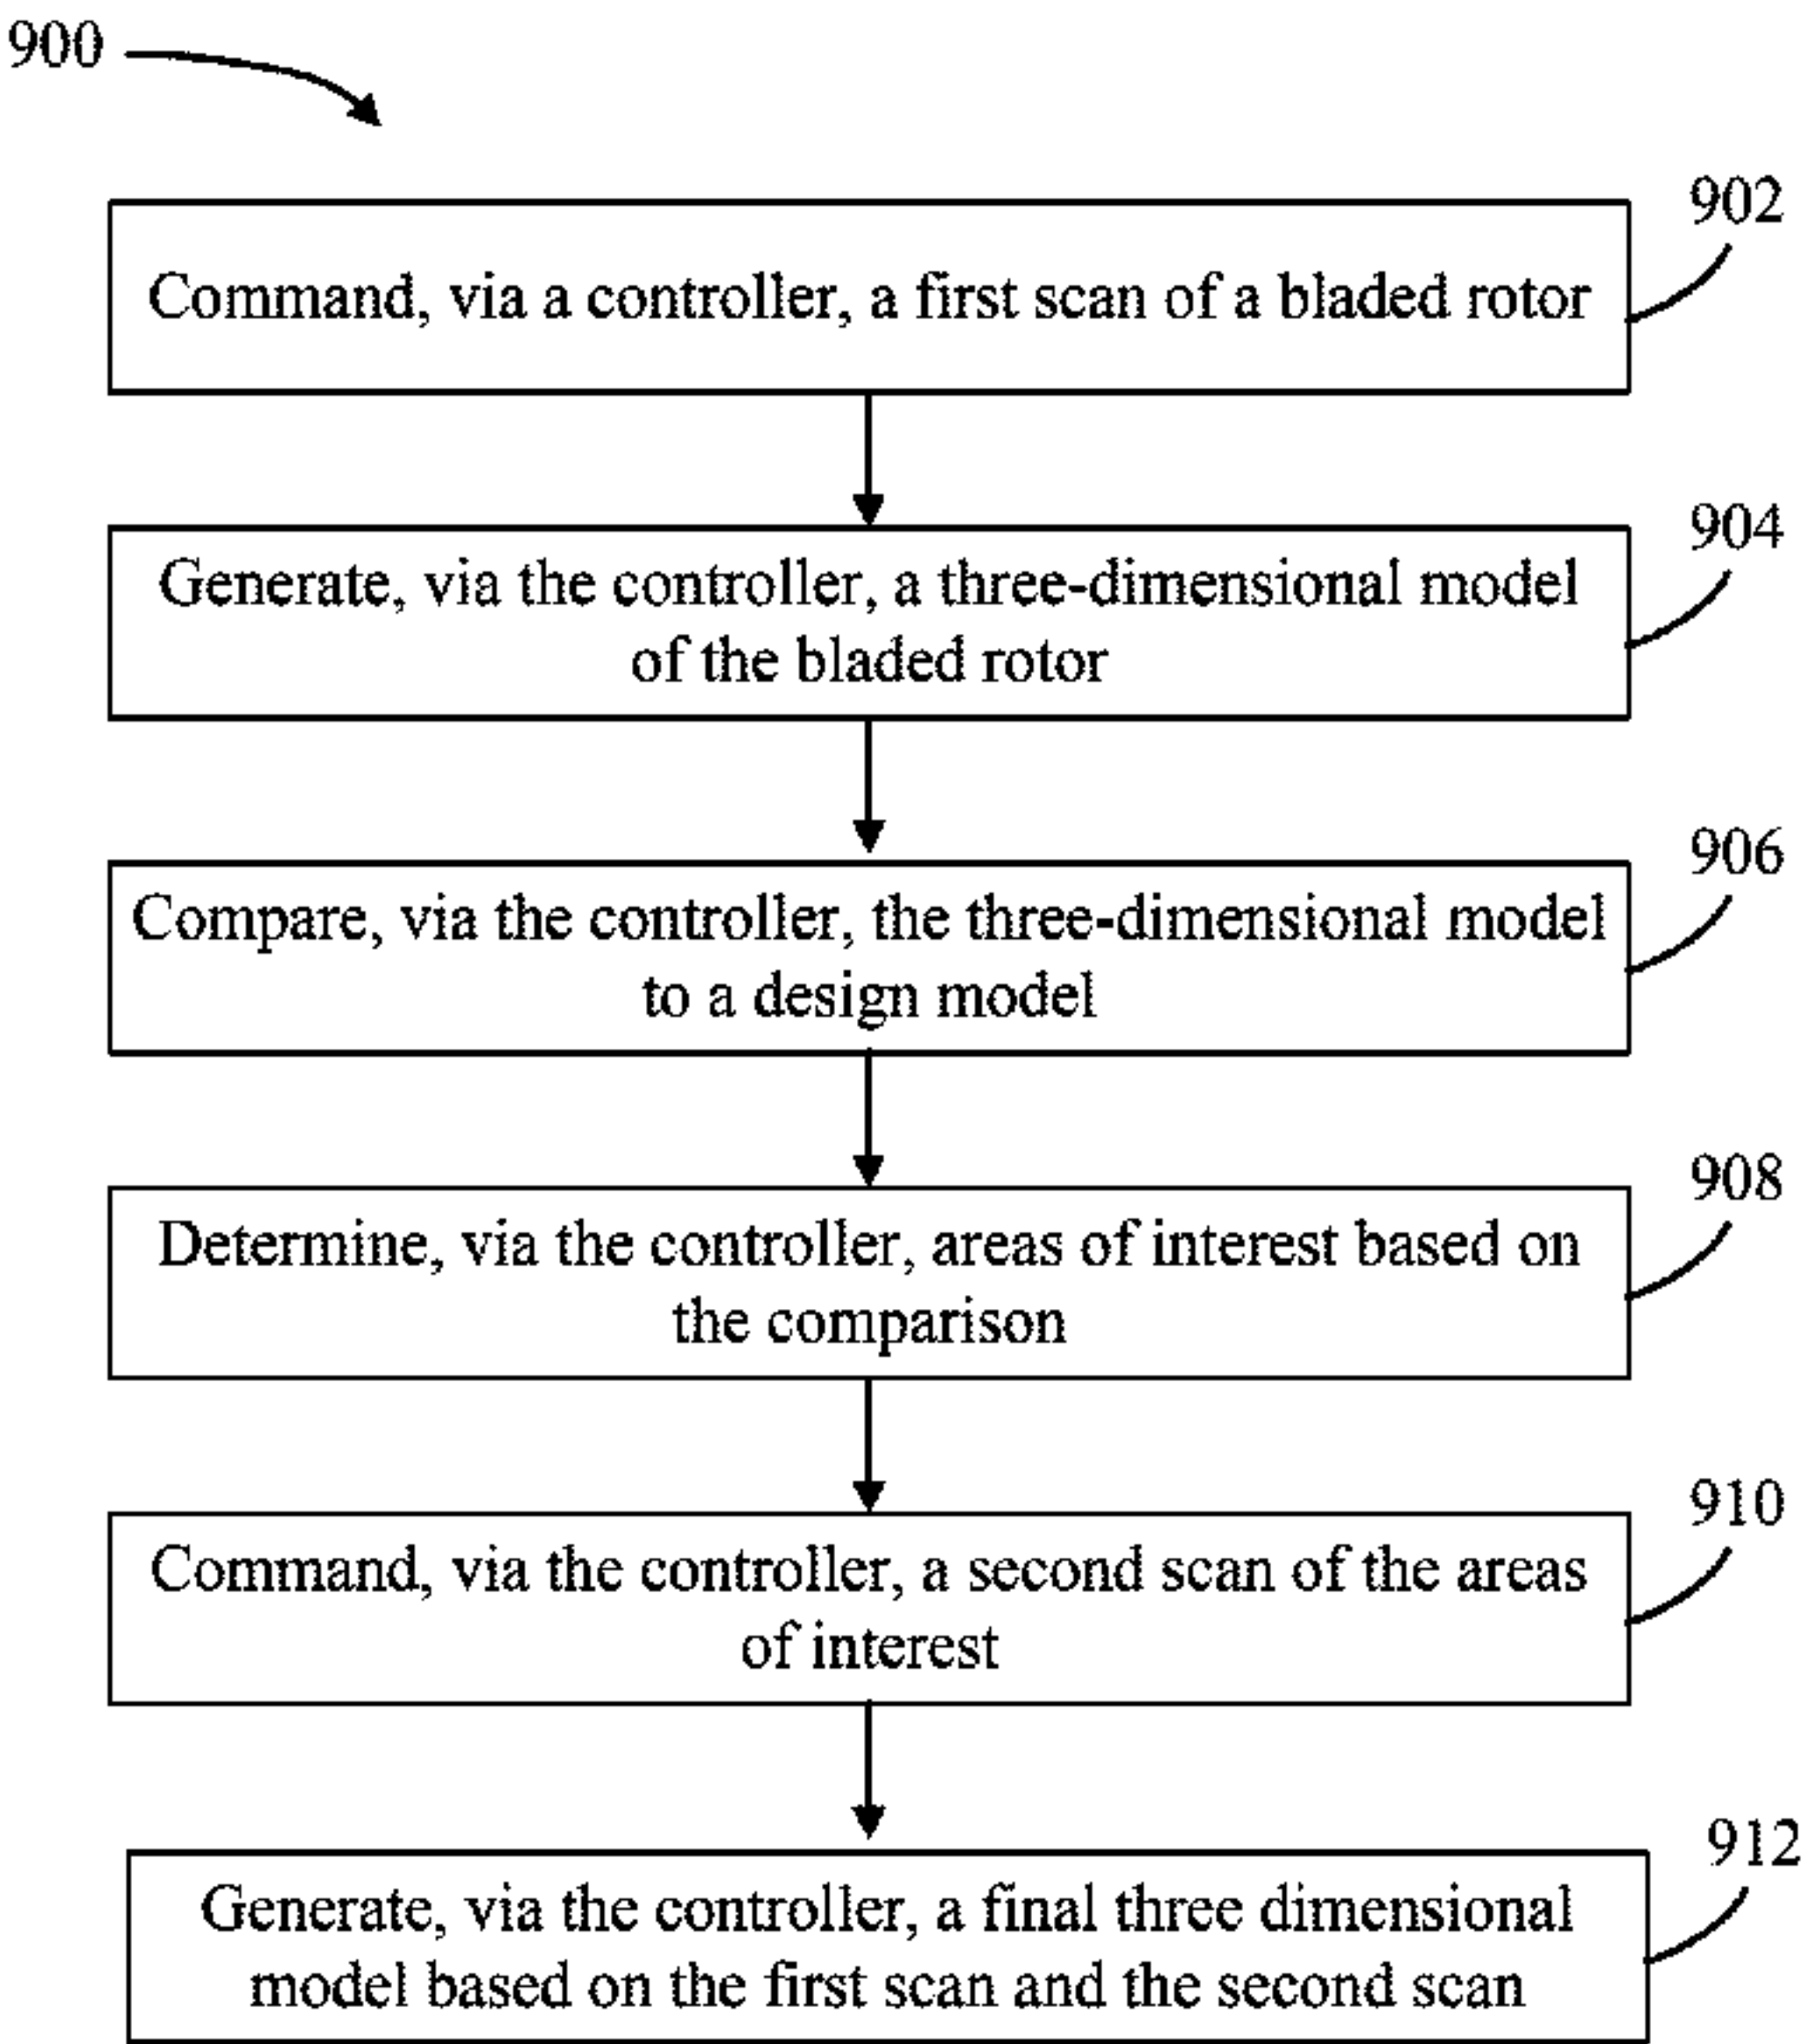 900
902
Command, via a controller, a first scan of a bladed rotor
904
Generate, via the controller, a three-dimensional model
of the bladed rotor
906
Compare, via the controller, the three-dimensional model
to a design model
908
Determine, via the controller, areas of interest based on
the comparison
910
Command, via the controller, a second scan of the areas
of interest
912
Generate, via the controller, a final three dimensional
model based on the first scan and the second scan